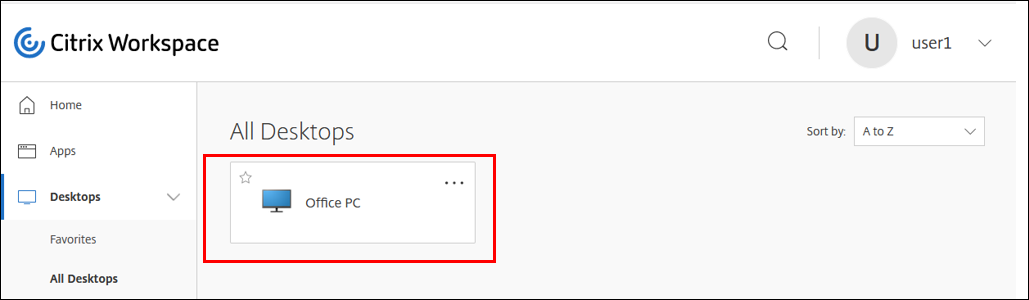 Citrix Workspace
U
user1
Home
Apps
Desktops
Favorites
All Desktops
All Desktops
Sort by:
A to Z
Office PC